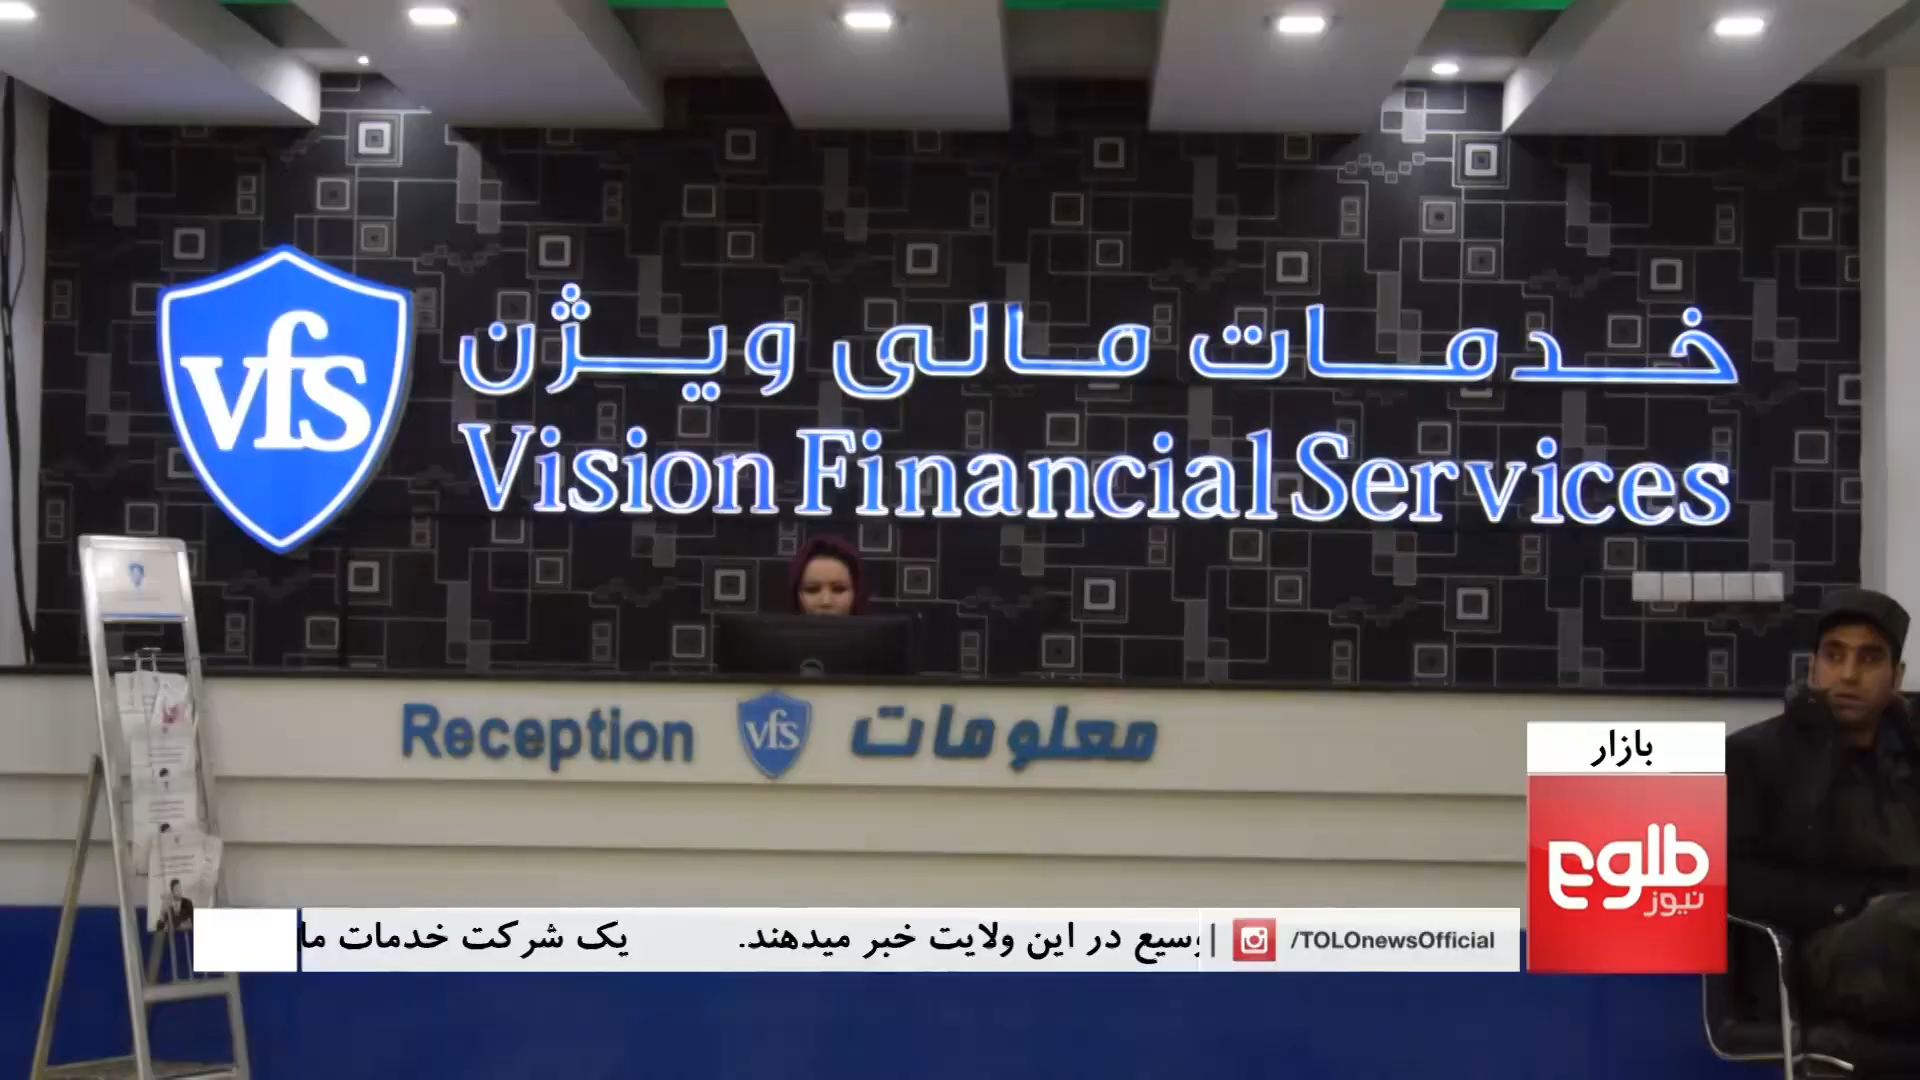 خدمات مالی ویژن
vfs
Vision Financial Services
Reception vfs معلومات
بازار
طلوع
نیوز
وسیع در این ولایت خبر میدهند. یک شرکت خدمات ما
/TOLOnewsOfficial